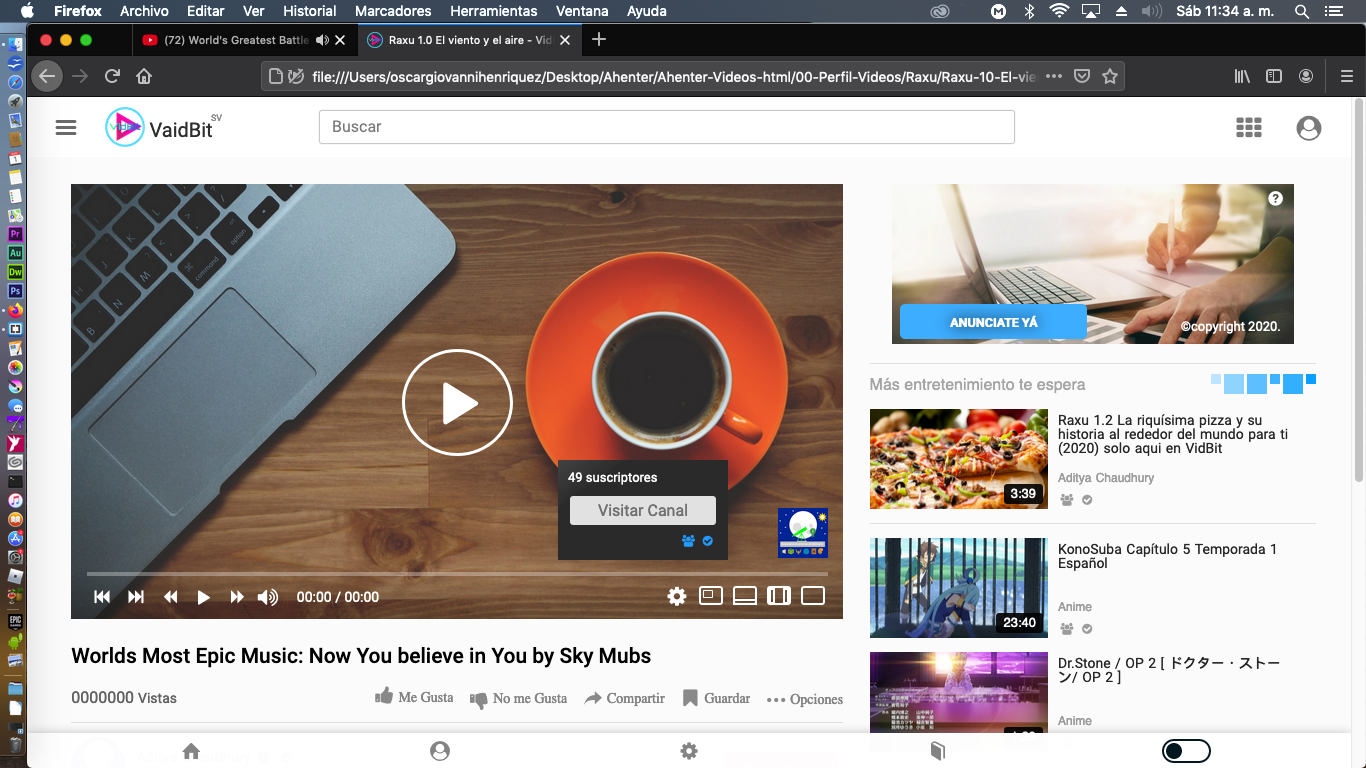 Firefox Archivo Editar Ver Historial Marcadores Herramientas Ventana Ayuda Sáb 11:34 a. m.
(72) World's Greatest Battle
Raxu 1.0 El viento y el aire - Vid
file:///Users/oscargiovannihenriquez/Desktop/Ahenter/Ahenter-Videos-html/00-Perfil-Videos/Raxu/Raxu-10-El-vie
VaidBit SV
Buscar
ANUNCIATE YÁ
©copyright 2020.
49 suscriptores
Visitar Canal
00:00 / 00:00
Worlds Most Epic Music: Now You believe in You by Sky Mubs
0000000 Vistas
Me Gusta
No me Gusta
Compartir
Guardar
Opciones
Más entretenimiento te espera
Raxu 1.2 La riquísima pizza y su
historia al rededor del mundo para ti
(2020) solo aqui en VidBit
Aditya Chaudhury
3:39
KonoSuba Capítulo 5 Temporada 1
Español
Anime
23:40
Dr.Stone / OP 2 [ ドクター・ストー
ン/ OP 2 ]
Anime